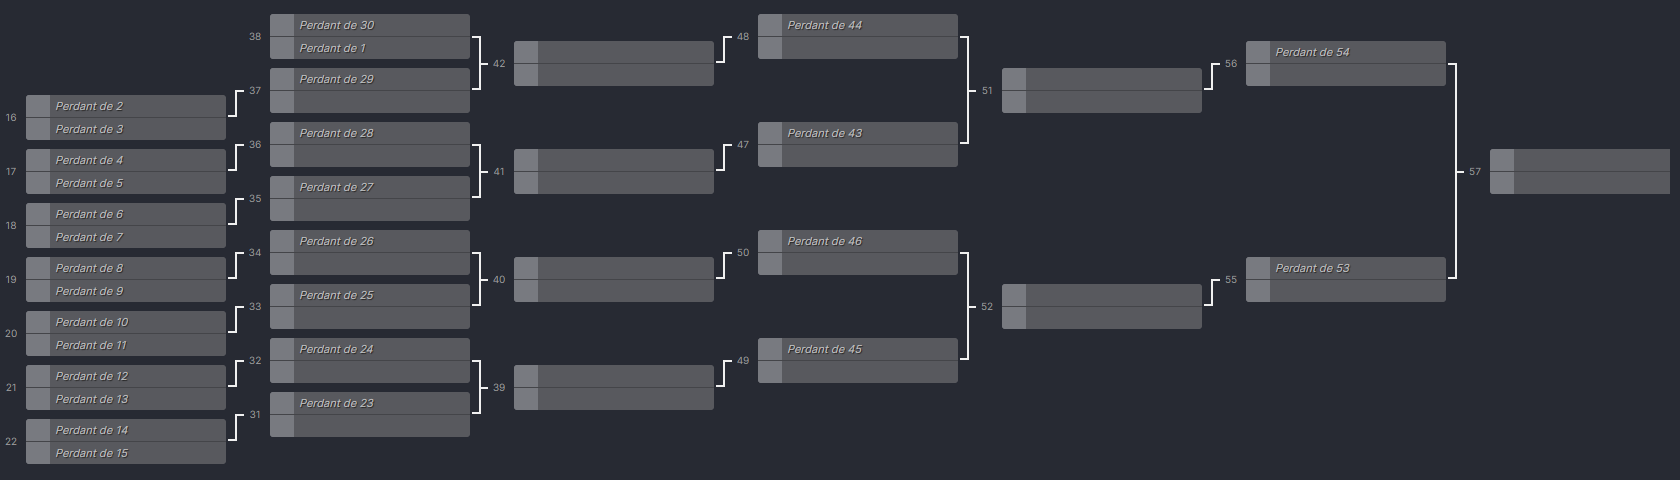 16
Perdant de 2
Perdant de 3
17
Perdant de 4
Perdant de 5
18
Perdant de 6
Perdant de 7
19
Perdant de 8
Perdant de 9
20
Perdant de 10
Perdant de 11
21
Perdant de 12
Perdant de 13
22
Perdant de 14
Perdant de 15
38
Perdant de 30
Perdant de 1
37
Perdant de 29
36
Perdant de 28
35
Perdant de 27
34
Perdant de 26
33
Perdant de 25
32
Perdant de 24
31
Perdant de 23
42
41
40
39
48
Perdant de 44
47
Perdant de 43
50
Perdant de 46
49
Perdant de 45
51
52
56
Perdant de 54
55
Perdant de 53
57